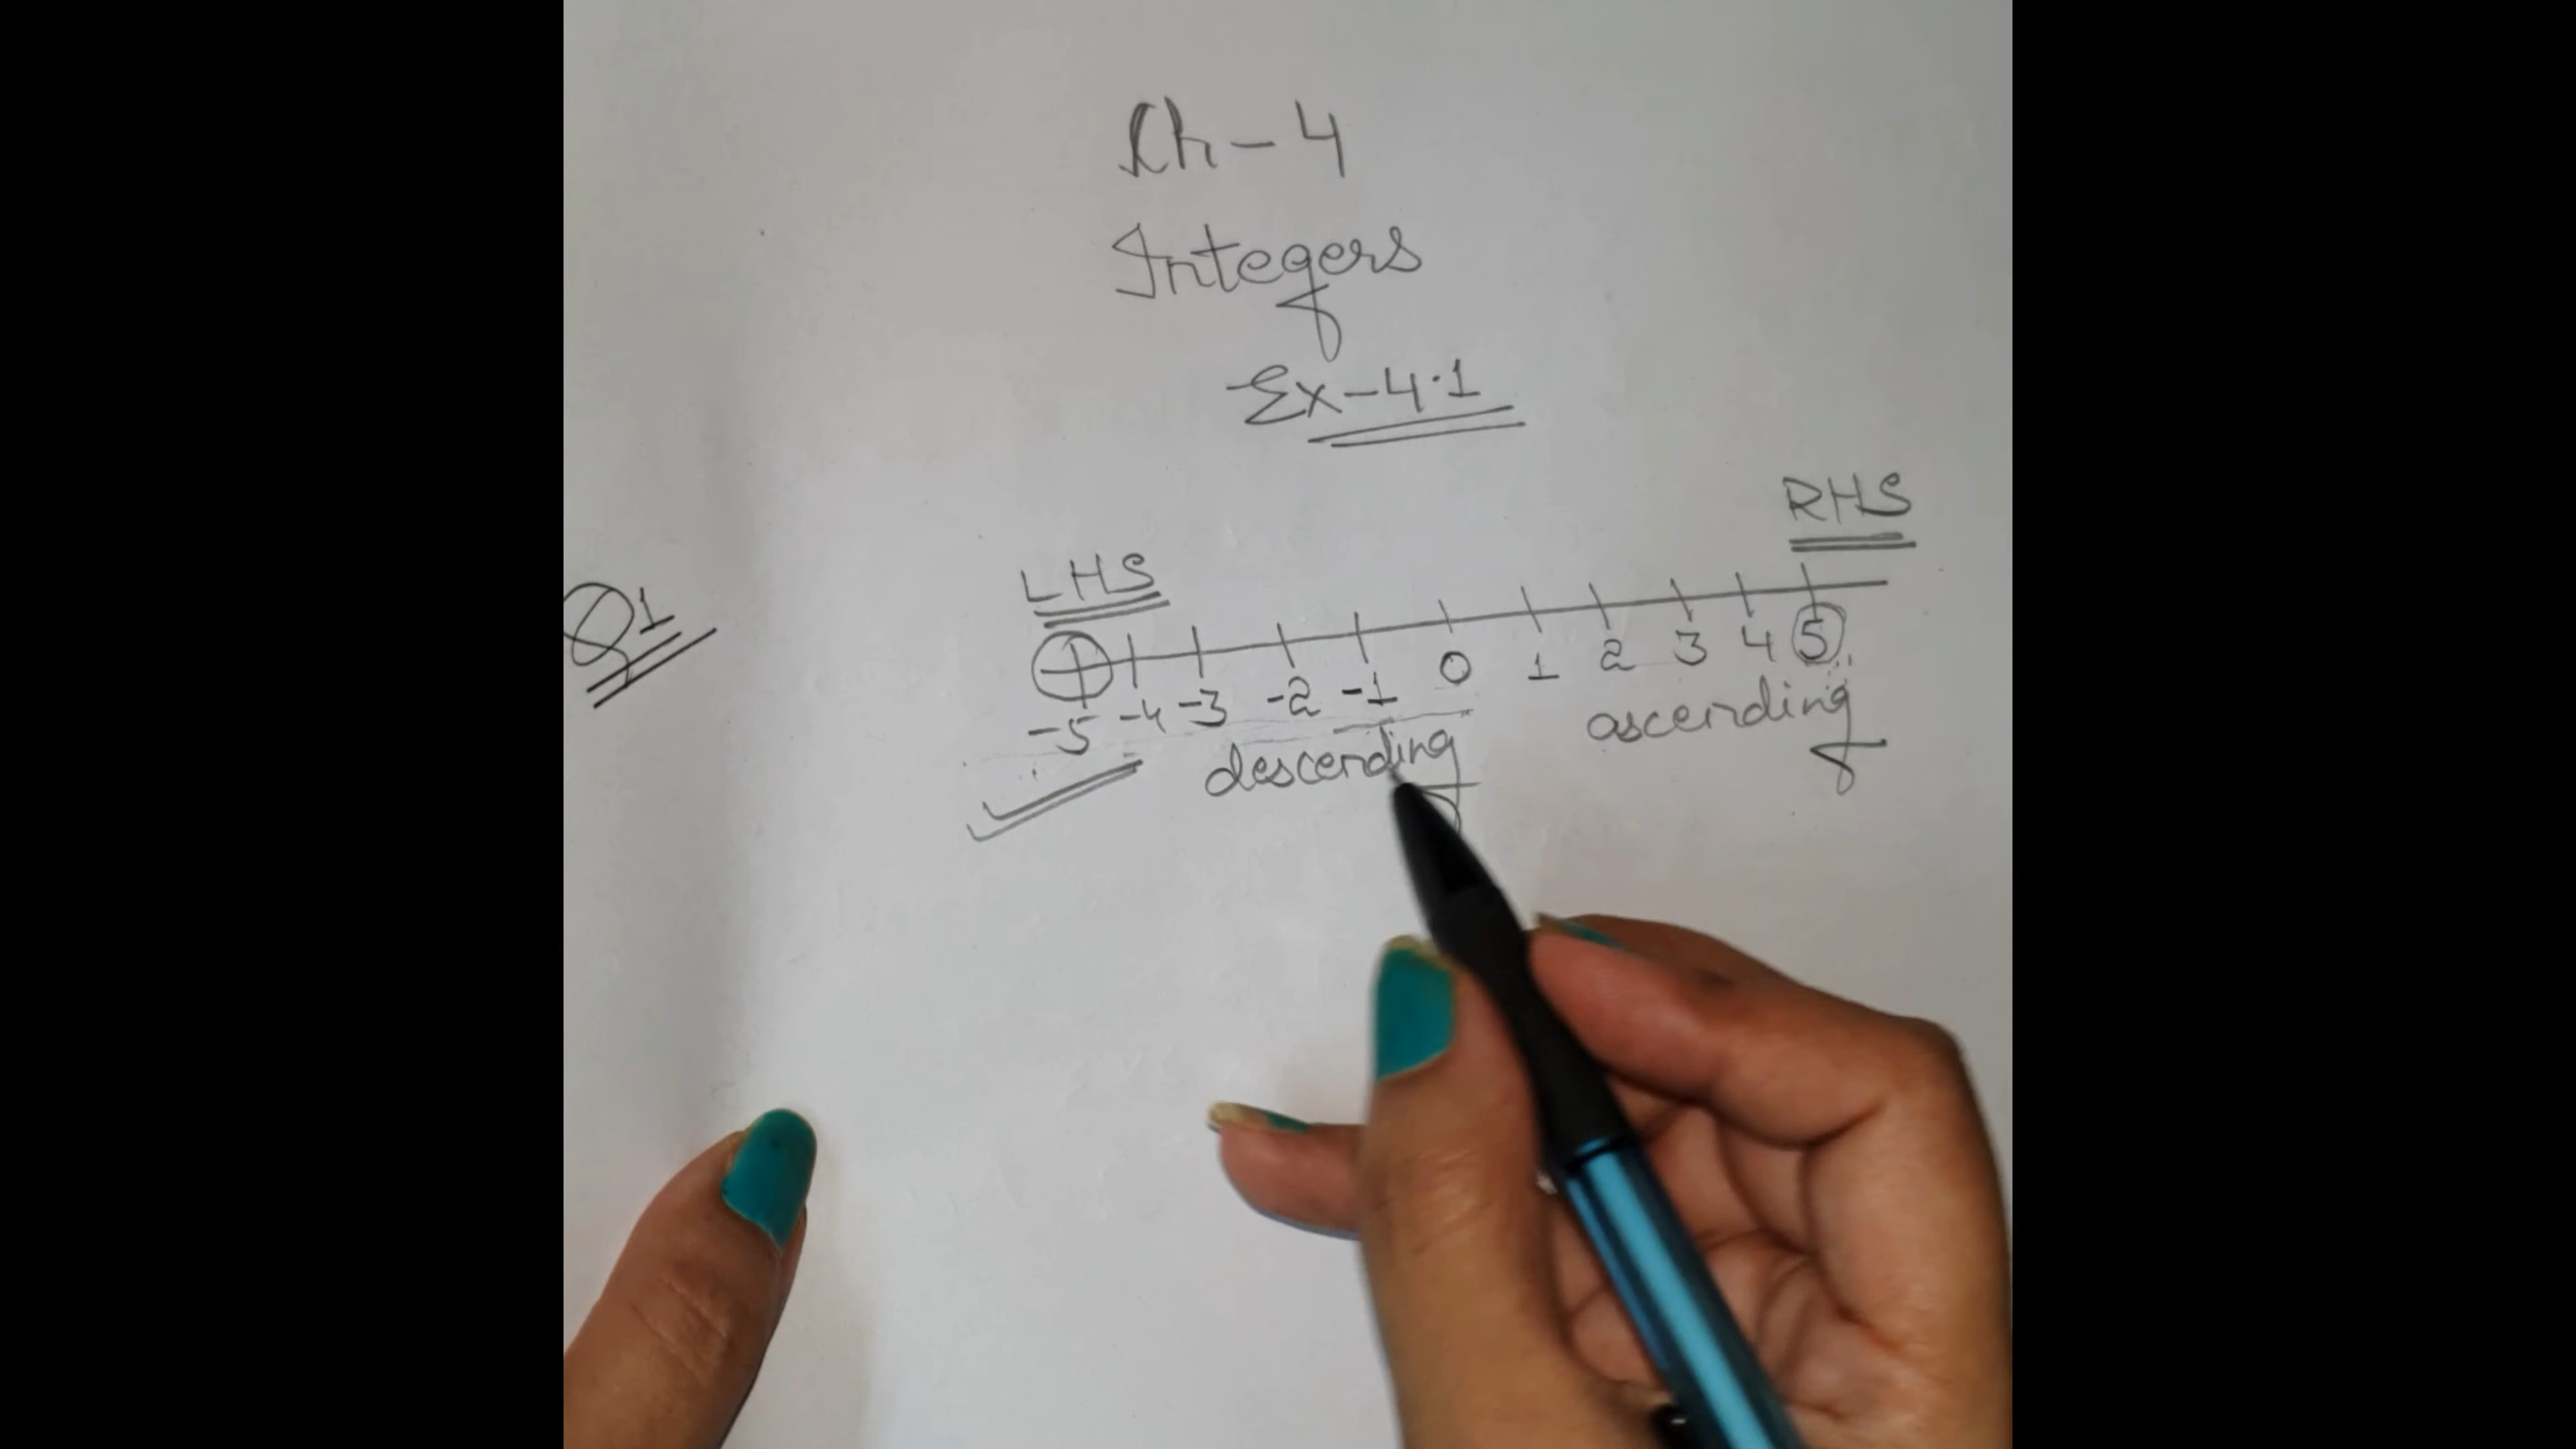 Ch-4
Integers
Ex-4.1
RHS
LHS
Q1
-5 -4 -3 -2 -1 0 1 2 3 4 5
descending ascending